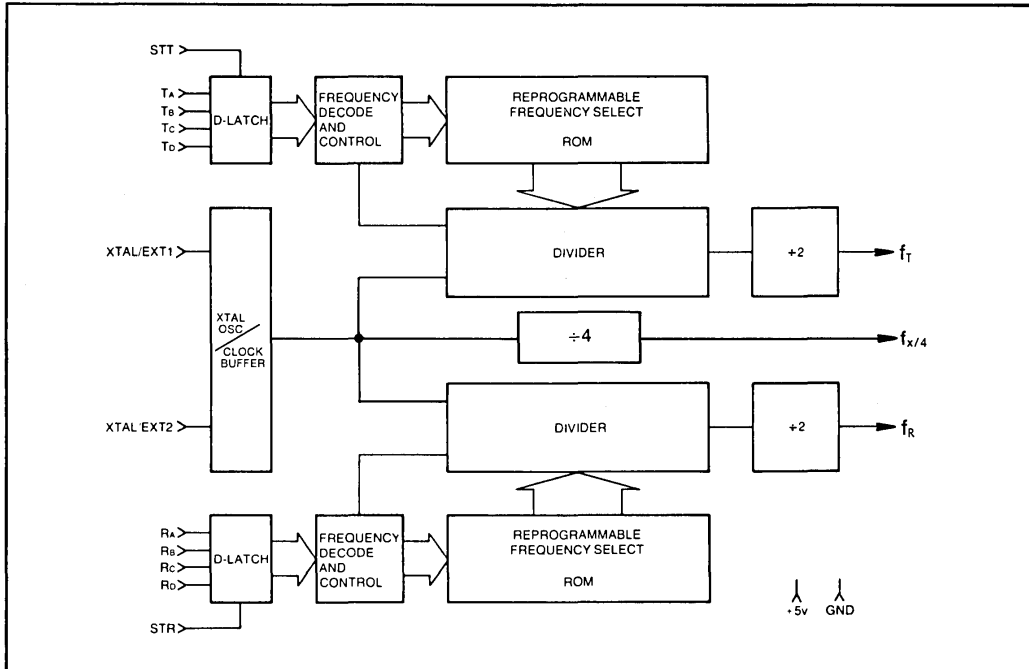 STT
TA
TB
TC
TD
D-LATCH
FREQUENCY
DECODE
AND
CONTROL
REPROGRAMMABLE
FREQUENCY SELECT
ROM
XTAL/EXT1
XTAL
OSC
CLOCK
BUFFER
DIVIDER
+2
fT
÷4
fx/4
XTAL/EXT2
DIVIDER
+2
fR
RA
RB
RC
RD
D-LATCH
FREQUENCY
DECODE
AND
CONTROL
REPROGRAMMABLE
FREQUENCY SELECT
ROM
STR
+5v
GND